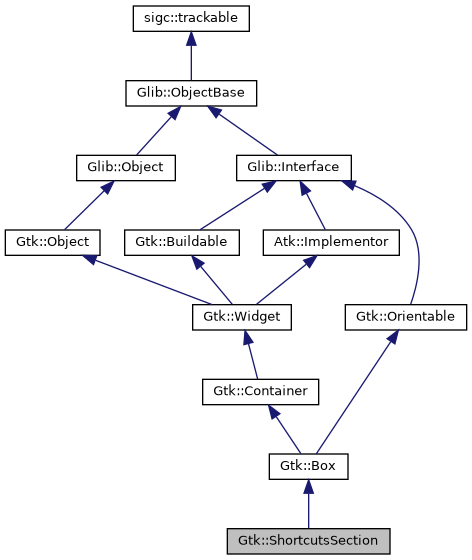 sigc::trackable
Glib::ObjectBase
Glib::Object
Glib::Interface
Gtk::Object
Gtk::Buildable
Atk::Implementor
Gtk::Widget
Gtk::Orientable
Gtk::Container
Gtk::Box
Gtk::ShortcutsSection